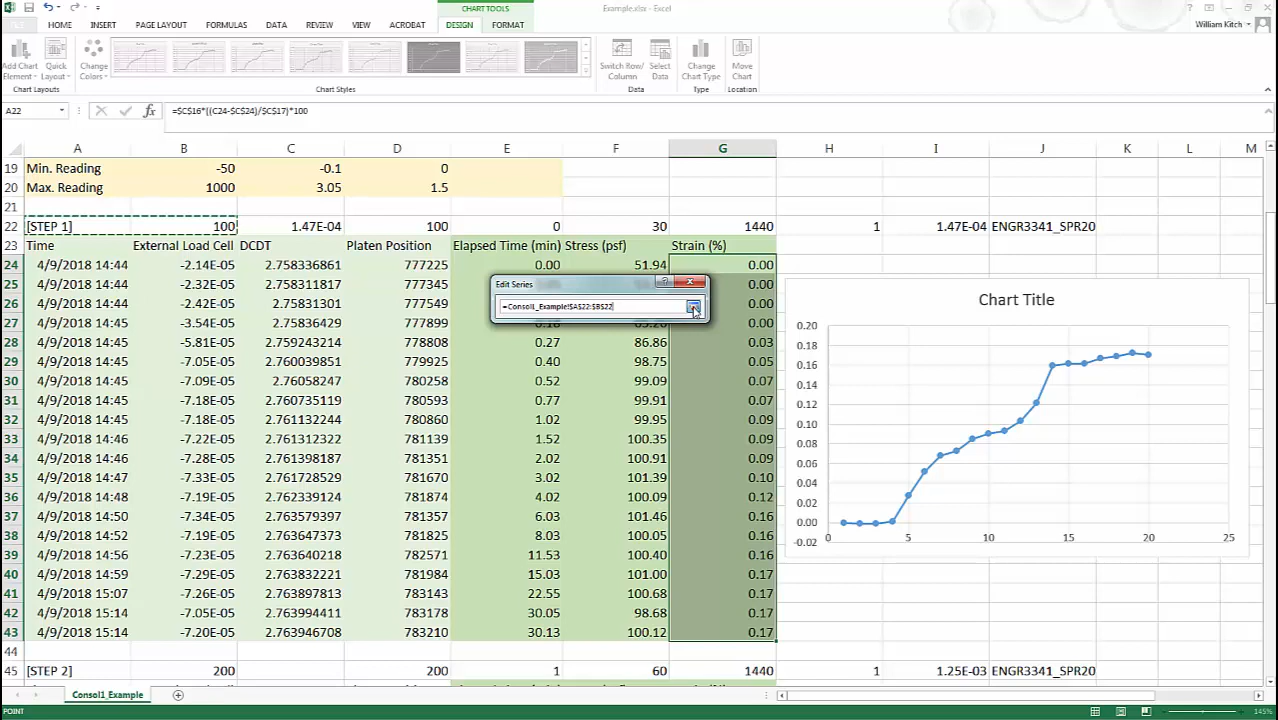 CHART TOOLS
Example.xlsx - Excel
HOME INSERT PAGE LAYOUT FORMULAS DATA REVIEW VIEW ACROBAT DESIGN FORMAT
William Kitch
Add Chart Element Quick Layout Change Colors Switch Row/Column Select Data Change Chart Type Move Chart
Chart Layouts Chart Styles Data Type Location
A22 fx =$C$16*((C24-$C$24)/$C$17)*100
A B C D E F G H I J K L M
19 Min. Reading -50 -0.1 0
20 Max. Reading 1000 3.05 1.5
21
22 [STEP 1] 100 1.47E-04 100 0 30 1440 1 1.47E-04 ENGR3341_SPR20
23 Time External Load Cell DCDT Platen Position Elapsed Time (min) Stress (psf) Strain (%)
24 4/9/2018 14:44 -2.14E-05 2.758336861 777225 0.00 51.94 0.00
25 4/9/2018 14:44 -2.32E-05 2.758311817 777345 0.00
26 4/9/2018 14:44 -2.42E-05 2.75831301 777549 0.00
27 4/9/2018 14:45 -3.54E-05 2.75836429 777899 0.00
28 4/9/2018 14:45 -5.81E-05 2.759243214 778808 0.27 86.86 0.03
29 4/9/2018 14:45 -7.05E-05 2.760039851 779925 0.40 98.75 0.05
30 4/9/2018 14:45 -7.09E-05 2.76058247 780258 0.52 99.09 0.07
31 4/9/2018 14:45 -7.18E-05 2.760735119 780593 0.77 99.91 0.07
32 4/9/2018 14:45 -7.18E-05 2.761132244 780860 1.02 99.95 0.09
33 4/9/2018 14:46 -7.22E-05 2.761312322 781139 1.52 100.35 0.09
34 4/9/2018 14:46 -7.28E-05 2.761398187 781351 2.02 100.91 0.09
35 4/9/2018 14:47 -7.33E-05 2.761728529 781670 3.02 101.39 0.10
36 4/9/2018 14:48 -7.19E-05 2.762339124 781874 4.02 100.09 0.12
37 4/9/2018 14:50 -7.34E-05 2.763579397 781357 6.03 101.46 0.16
38 4/9/2018 14:52 -7.19E-05 2.763647373 781825 8.03 100.05 0.16
39 4/9/2018 14:56 -7.23E-05 2.763640218 782571 11.53 100.40 0.16
40 4/9/2018 14:59 -7.29E-05 2.763832221 781984 15.03 101.00 0.17
41 4/9/2018 15:07 -7.26E-05 2.763897813 783143 22.55 100.68 0.17
42 4/9/2018 15:14 -7.05E-05 2.763994411 783178 30.05 98.68 0.17
43 4/9/2018 15:14 -7.20E-05 2.763946708 783210 30.13 100.12 0.17
44
45 [STEP 2] 200 200 1 60 1440 1 1.25E-03 ENGR3341_SPR20
Edit Series
=Consol1_Example!$A$22:$B$22
Chart Title
0.20
0.18
0.16
0.14
0.12
0.10
0.08
0.06
0.04
0.02
0.00
-0.02
0 5 10 15 20 25
Consol1_Example
POINT 145%